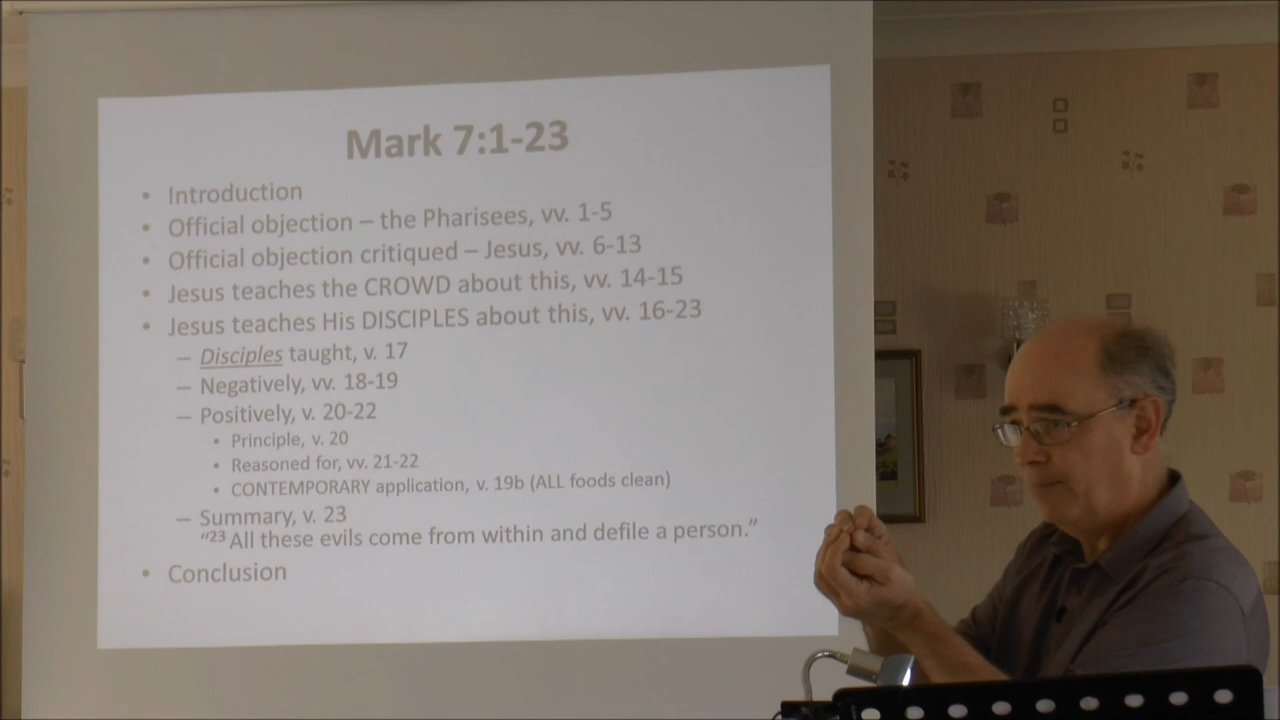 Mark 7:1-23
• Introduction
• Official objection – the Pharisees, vv. 1-5
• Official objection critiqued – Jesus, vv. 6-13
• Jesus teaches the CROWD about this, vv. 14-15
• Jesus teaches His DISCIPLES about this, vv. 16-23
– Disciples taught, v. 17
– Negatively, vv. 18-19
– Positively, v. 20-22
• Principle, v. 20
• Reasoned for, vv. 21-22
• CONTEMPORARY application, v. 19b (ALL foods clean)
– Summary, v. 23
“²³ All these evils come from within and defile a person.”
• Conclusion